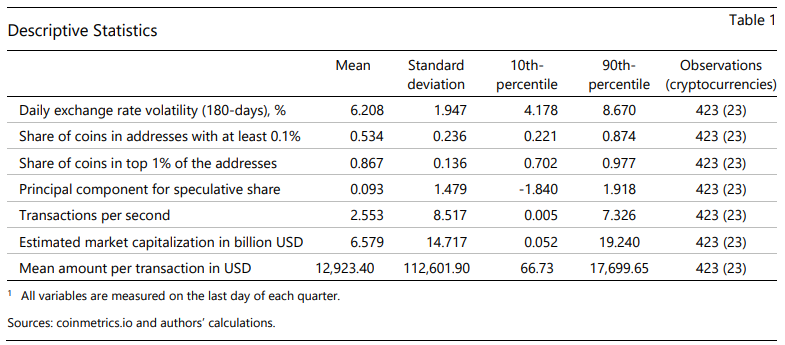 Table 1
Descriptive Statistics
Mean Standard deviation 10th-percentile 90th-percentile Observations (cryptocurrencies)
Daily exchange rate volatility (180-days), % 6.208 1.947 4.178 8.670 423 (23)
Share of coins in addresses with at least 0.1% 0.534 0.236 0.221 0.874 423 (23)
Share of coins in top 1% of the addresses 0.867 0.136 0.702 0.977 423 (23)
Principal component for speculative share 0.093 1.479 -1.840 1.918 423 (23)
Transactions per second 2.553 8.517 0.005 7.326 423 (23)
Estimated market capitalization in billion USD 6.579 14.717 0.052 19.240 423 (23)
Mean amount per transaction in USD 12,923.40 112,601.90 66.73 17,699.65 423 (23)
1 All variables are measured on the last day of each quarter.
Sources: coinmetrics.io and authors’ calculations.